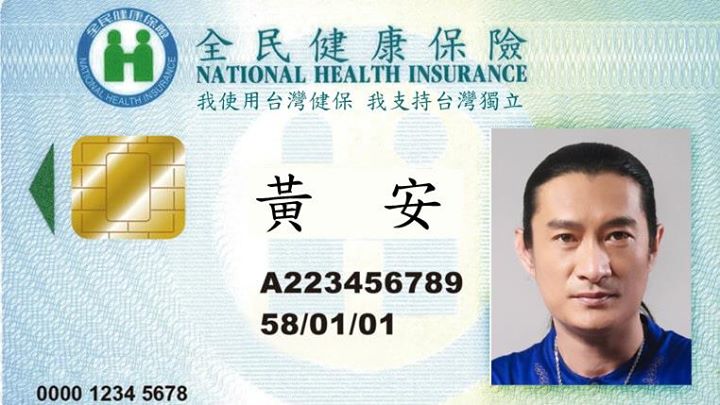 全民健康保險
NATIONAL HEALTH INSURANCE
全民健康保險
NATIONAL HEALTH INSURANCE
我使用台灣健保 我支持台灣獨立
黃 安
A223456789
58/01/01
0000 1234 5678